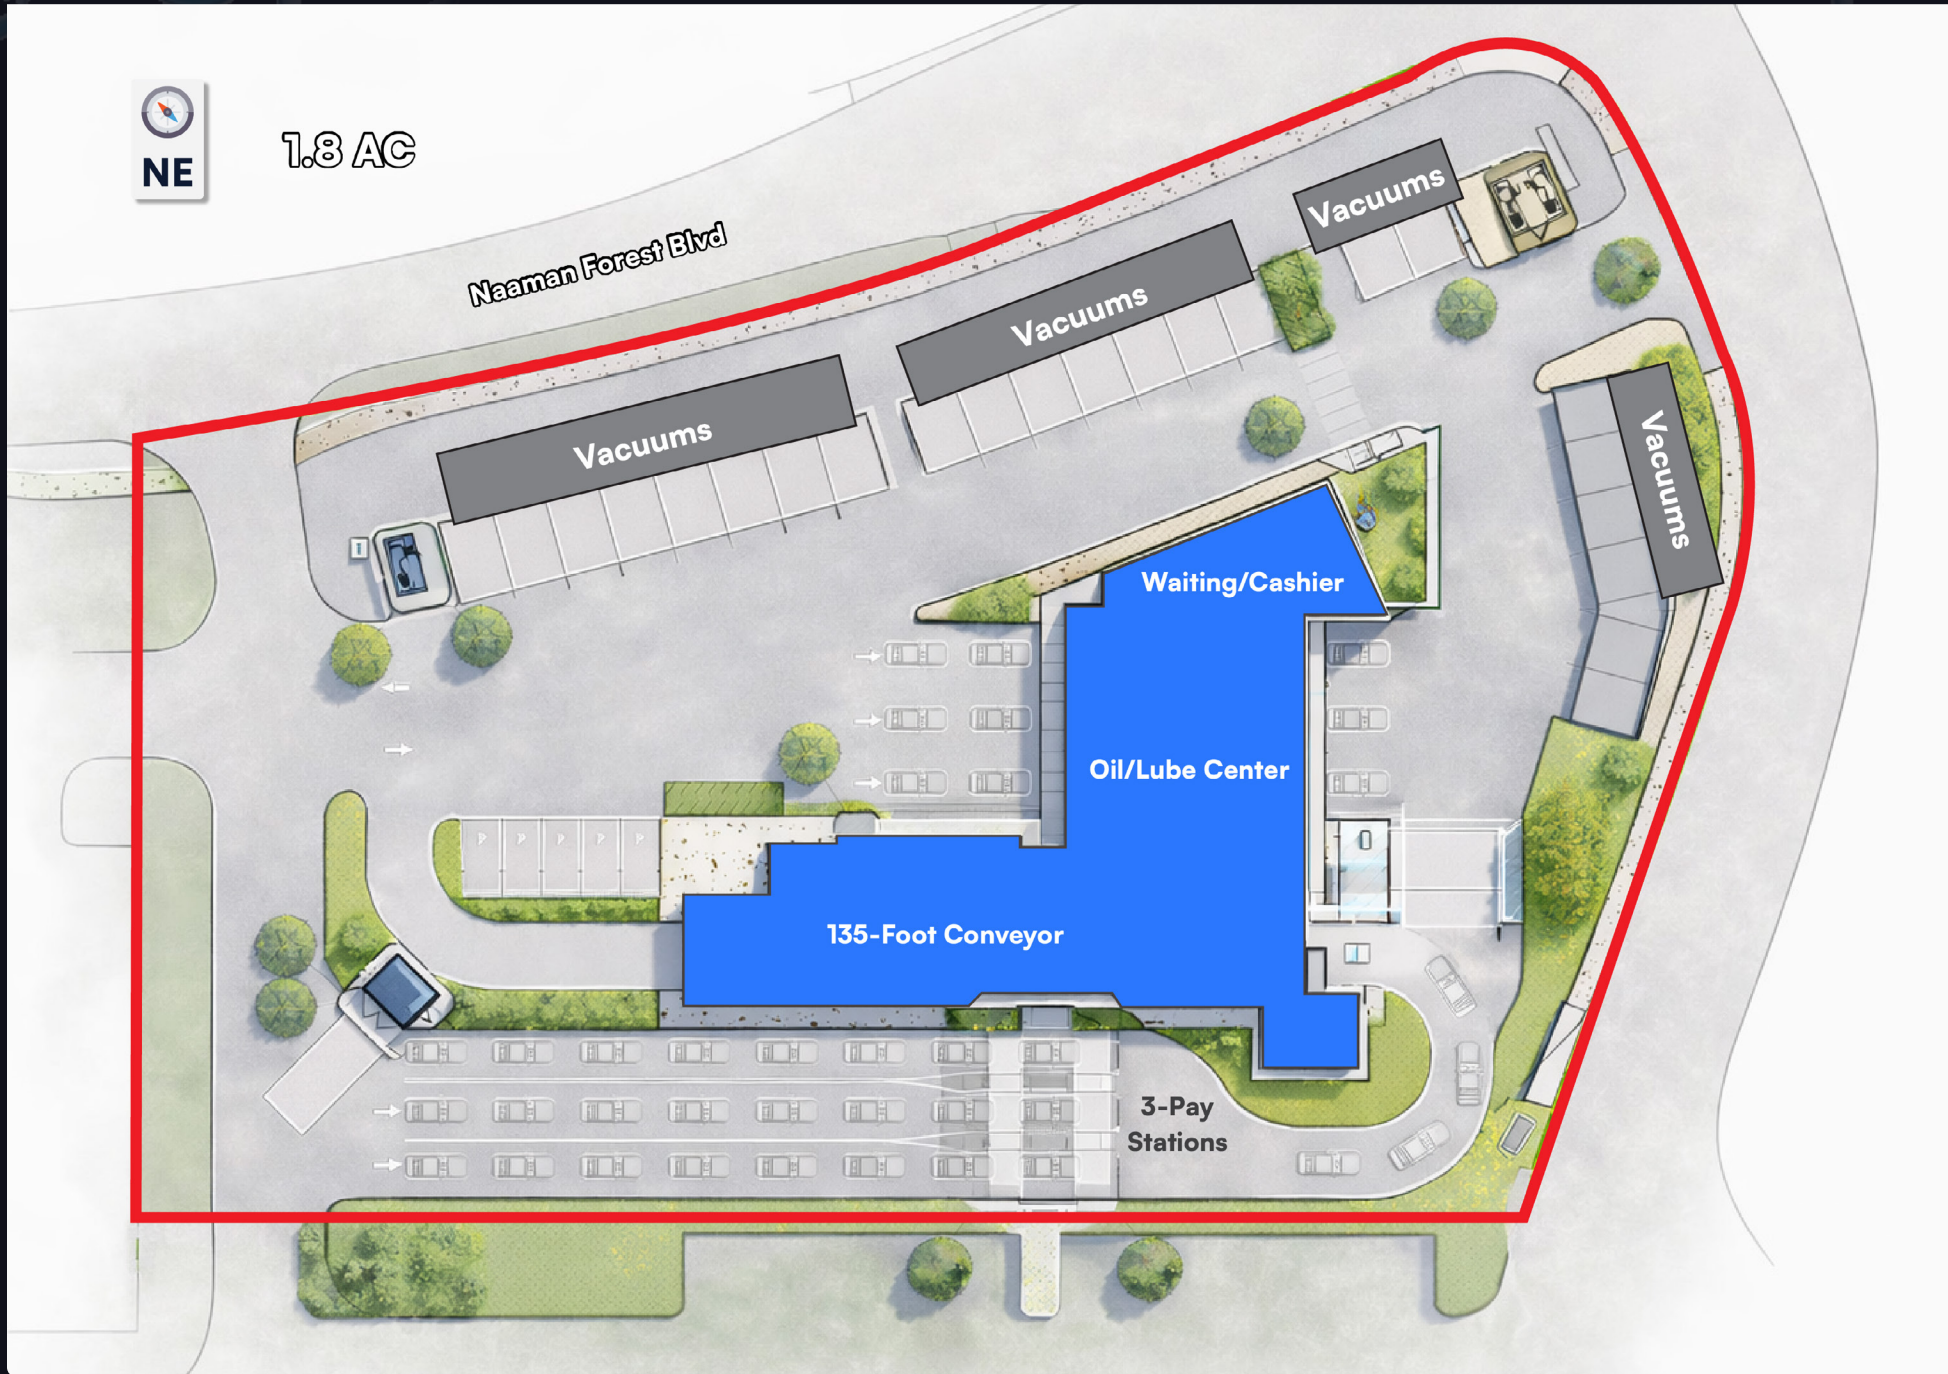 NE
1.8 AC
Naaman Forest Blvd
Vacuums
Vacuums
Vacuums
Vacuums
Waiting/Cashier
Oil/Lube Center
135-Foot Conveyor
3-Pay
Stations